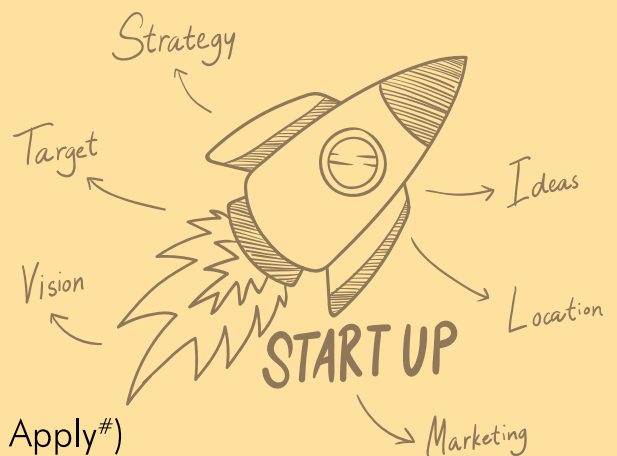 Strategy
Target
Ideas
Vision
Location
START UP
Apply#)
Marketing